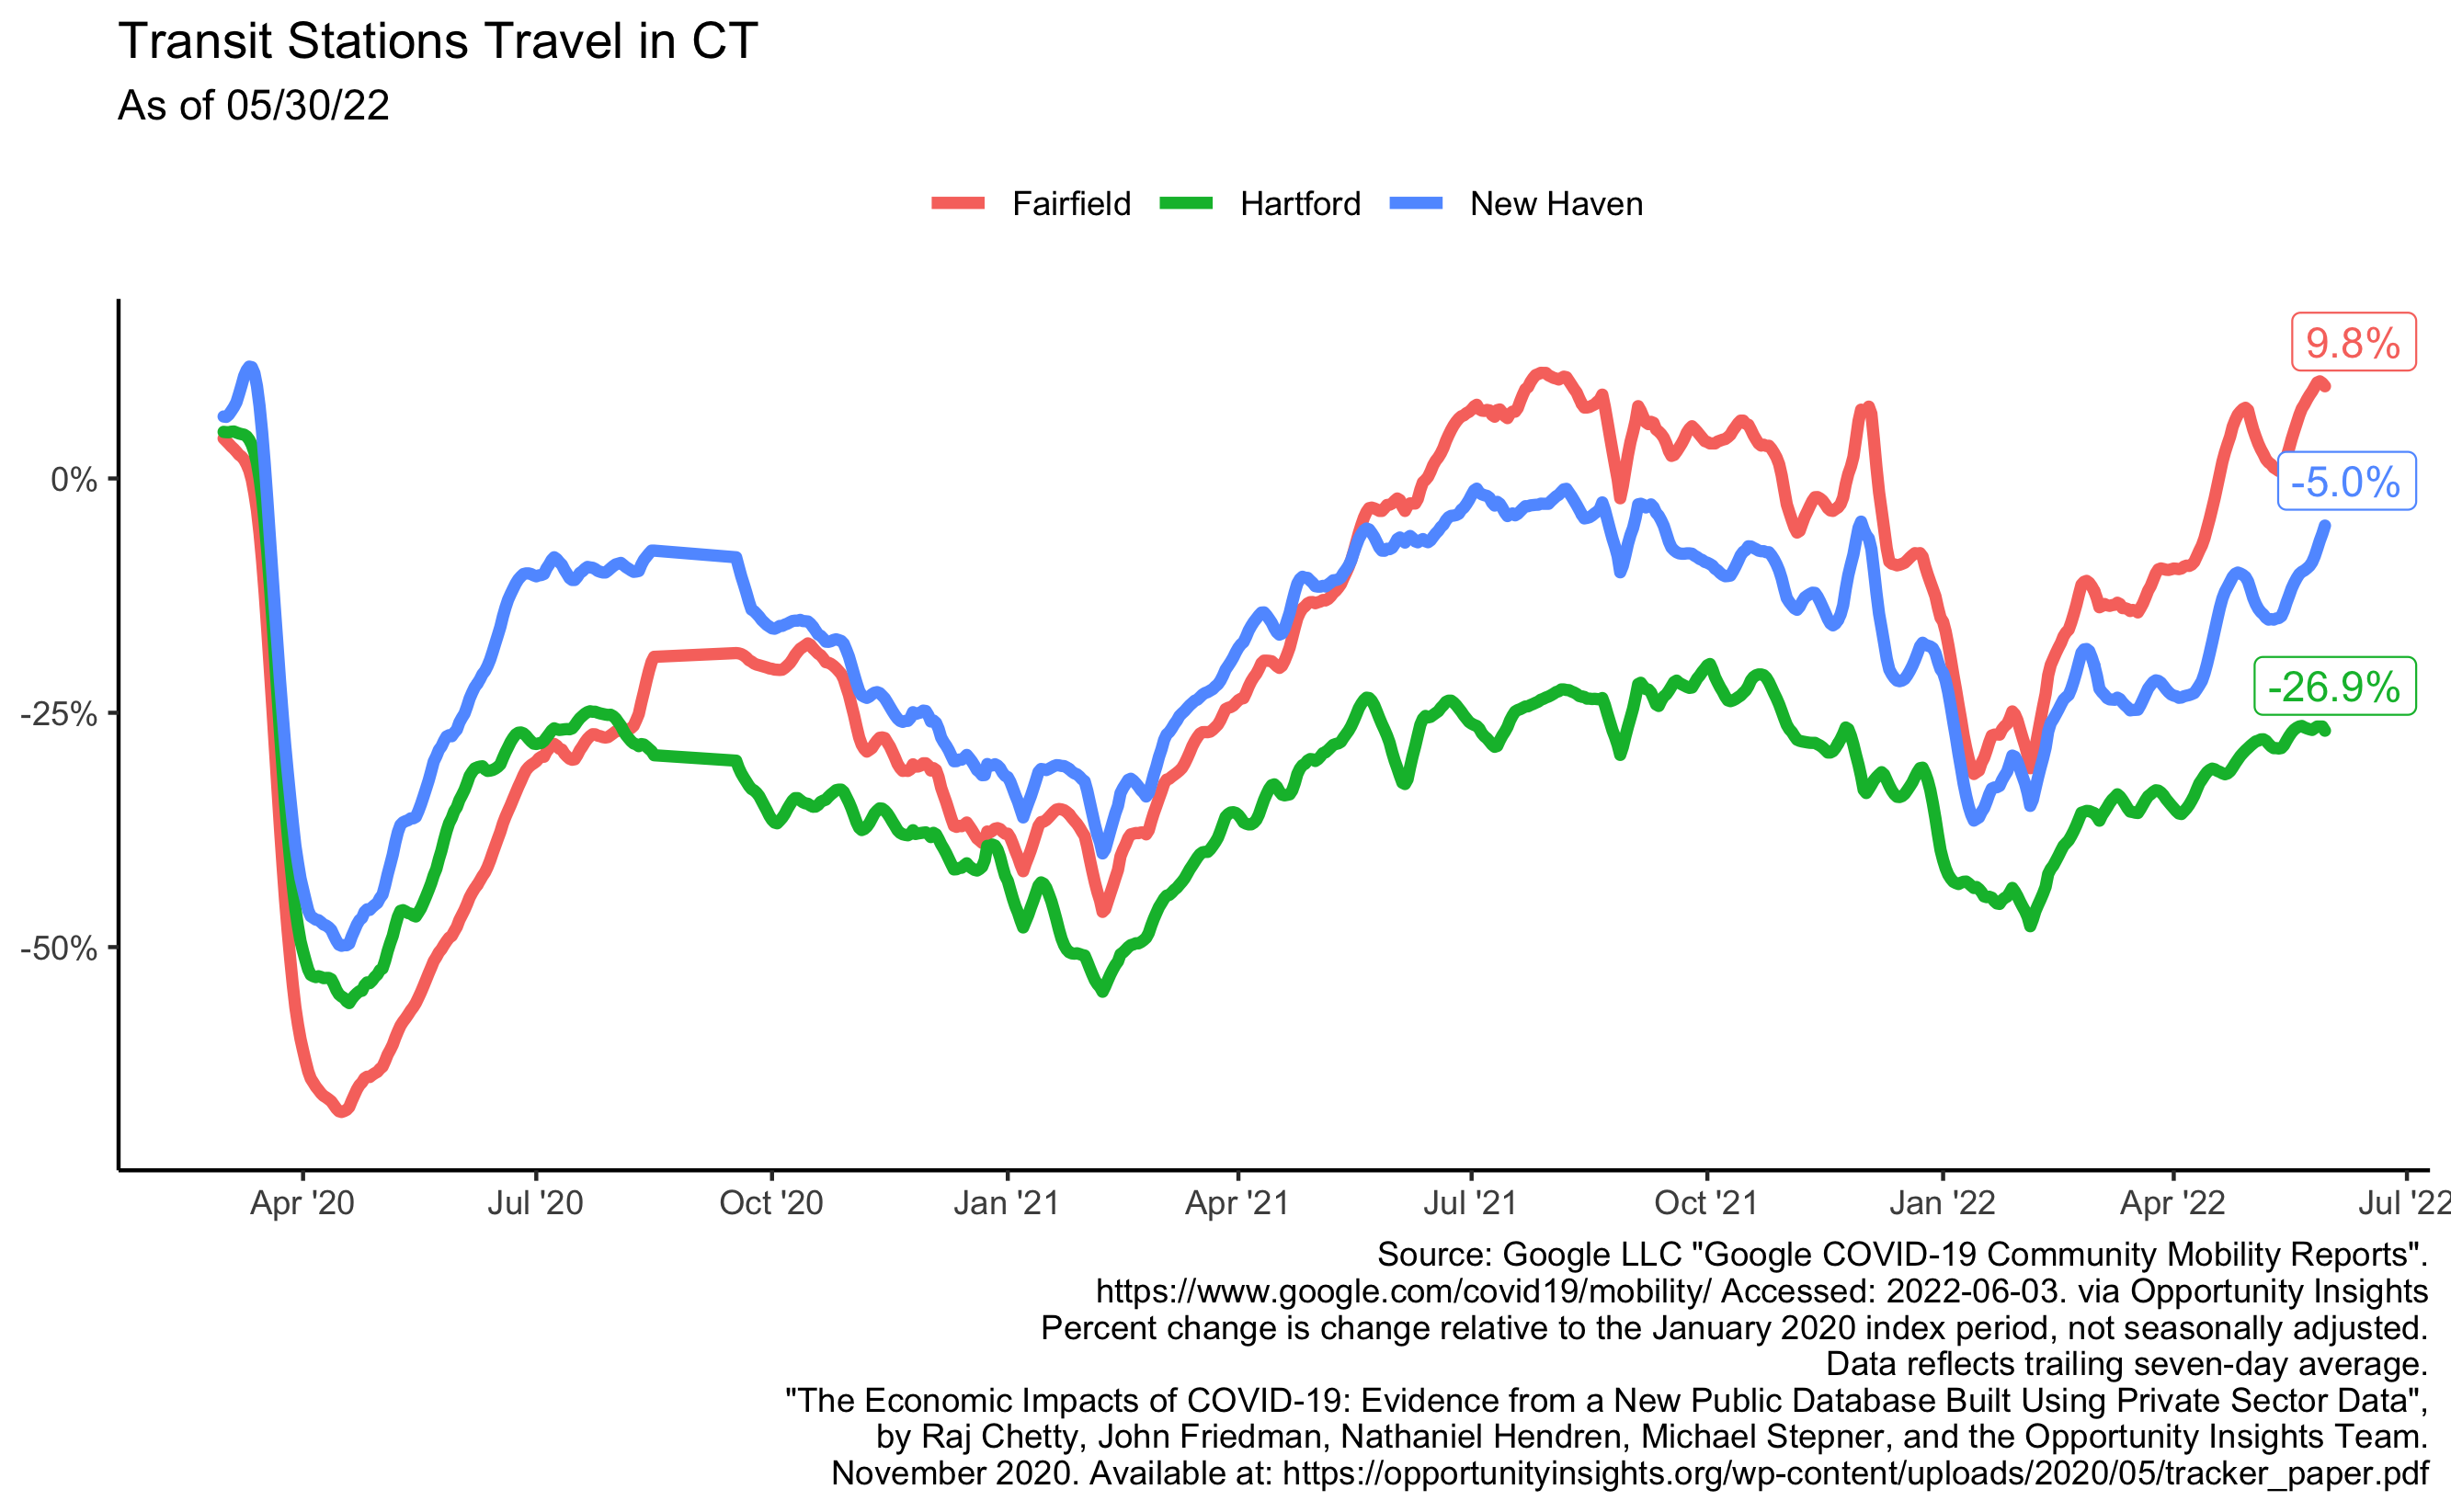 Transit Stations Travel in CT
As of 05/30/22
Fairfield Hartford New Haven
9.8%
0%
-5.0%
-26.9%
-25%
-50%
Apr '20 Jul '20 Oct '20 Jan '21 Apr '21 Jul '21 Oct '21 Jan '22 Apr '22 Jul '22
Source: Google LLC "Google COVID-19 Community Mobility Reports".
https://www.google.com/covid19/mobility/ Accessed: 2022-06-03. via Opportunity Insights
Percent change is change relative to the January 2020 index period, not seasonally adjusted.
Data reflects trailing seven-day average.
"The Economic Impacts of COVID-19: Evidence from a New Public Database Built Using Private Sector Data",
by Raj Chetty, John Friedman, Nathaniel Hendren, Michael Stepner, and the Opportunity Insights Team.
November 2020. Available at: https://opportunityinsights.org/wp-content/uploads/2020/05/tracker_paper.pdf